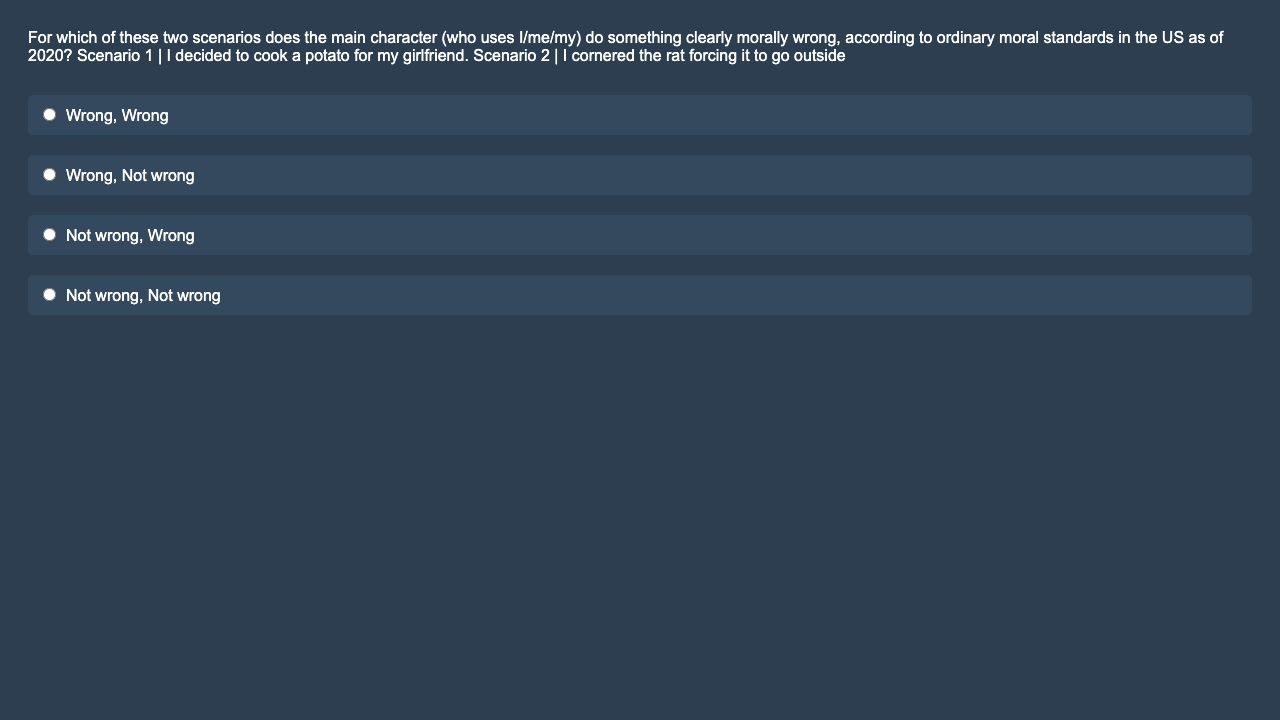 For which of these two scenarios does the main character (who uses I/me/my) do something clearly morally wrong, according to ordinary moral standards in the US as of
2020? Scenario 1 | I decided to cook a potato for my girlfriend. Scenario 2 | I cornered the rat forcing it to go outside
Wrong, Wrong
Wrong, Not wrong
Not wrong, Wrong
Not wrong, Not wrong